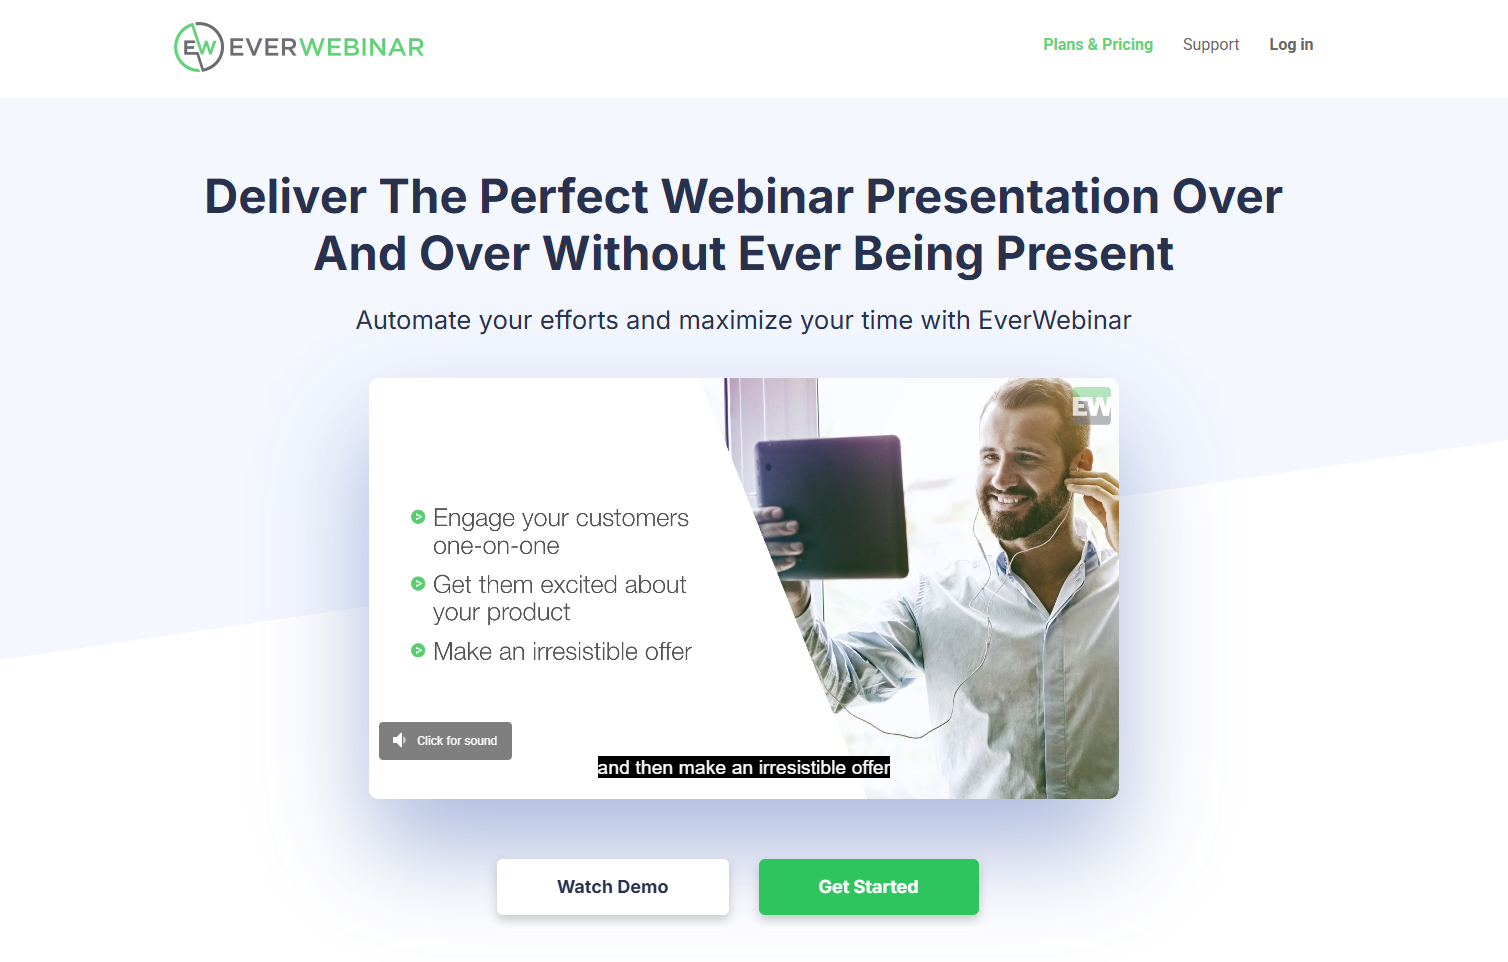 EW EVERWEBINAR
Plans & Pricing
Support
Log in
Deliver The Perfect Webinar Presentation Over
And Over Without Ever Being Present
Automate your efforts and maximize your time with EverWebinar
EW
Engage your customers
one-on-one
Get them excited about
your product
Make an irresistible offer
Click for sound
and then make an irresistible offer
Watch Demo
Get Started